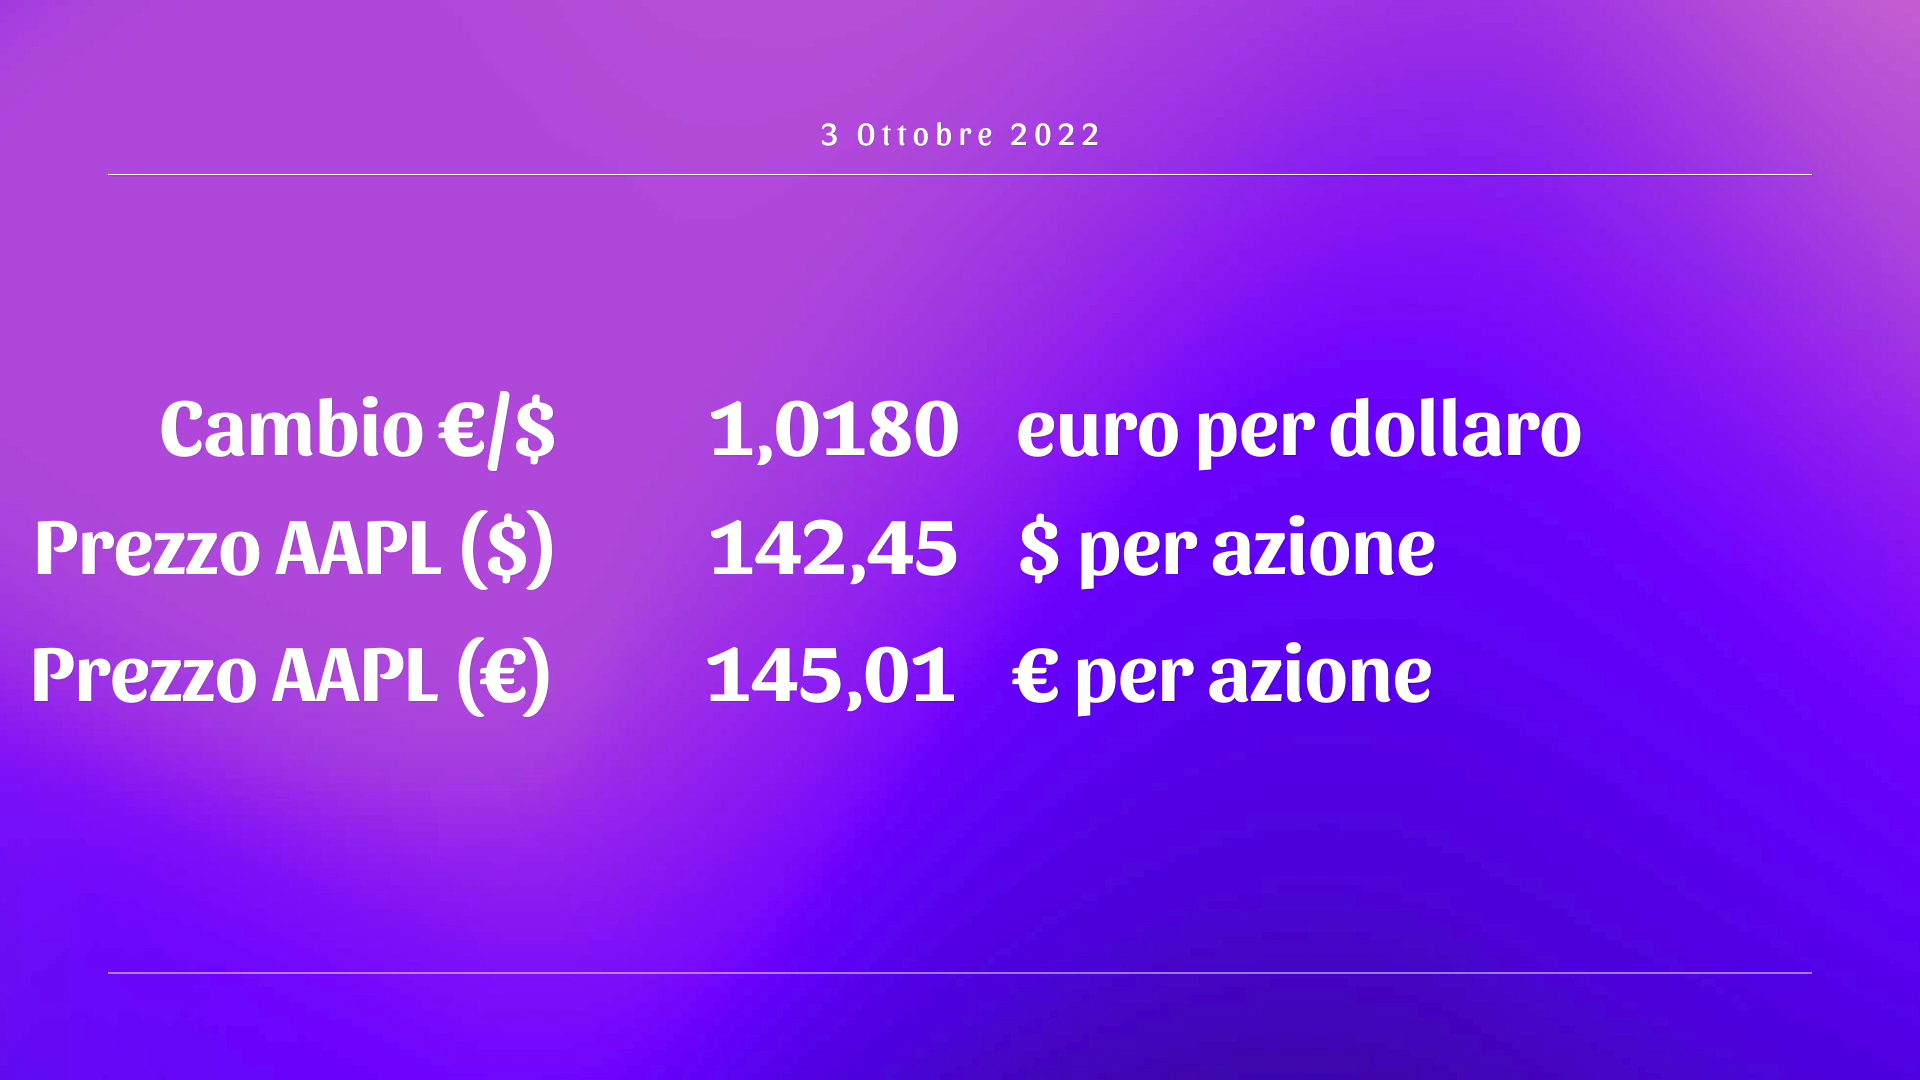 3 Ottobre 2022
Cambio €/$ 1,0180 euro per dollaro
Prezzo AAPL ($) 142,45 $ per azione
Prezzo AAPL (€) 145,01 € per azione